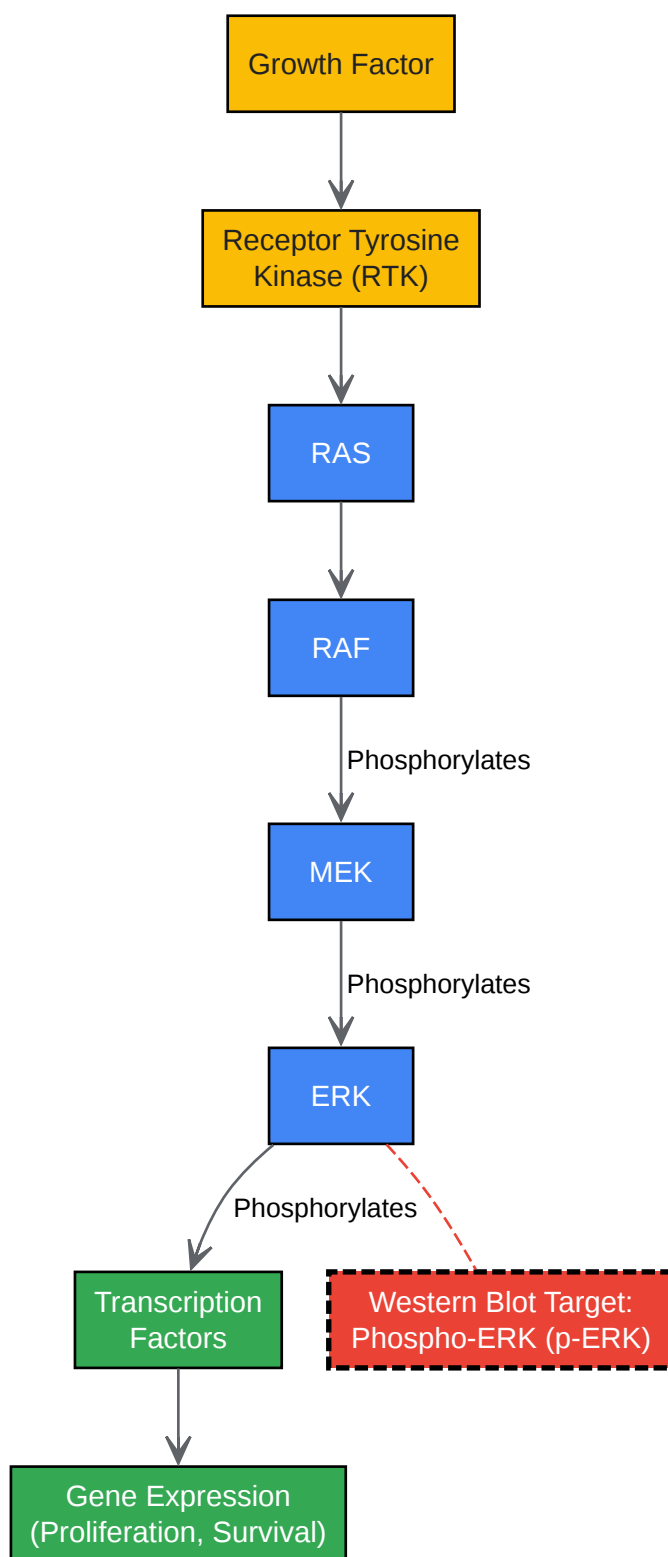 Growth Factor
Receptor Tyrosine
Kinase (RTK)
RAS
RAF
Phosphorylates
MEK
Phosphorylates
ERK
Phosphorylates
Transcription
Factors
Western Blot Target:
Phospho-ERK (p-ERK)
Gene Expression
(Proliferation, Survival)